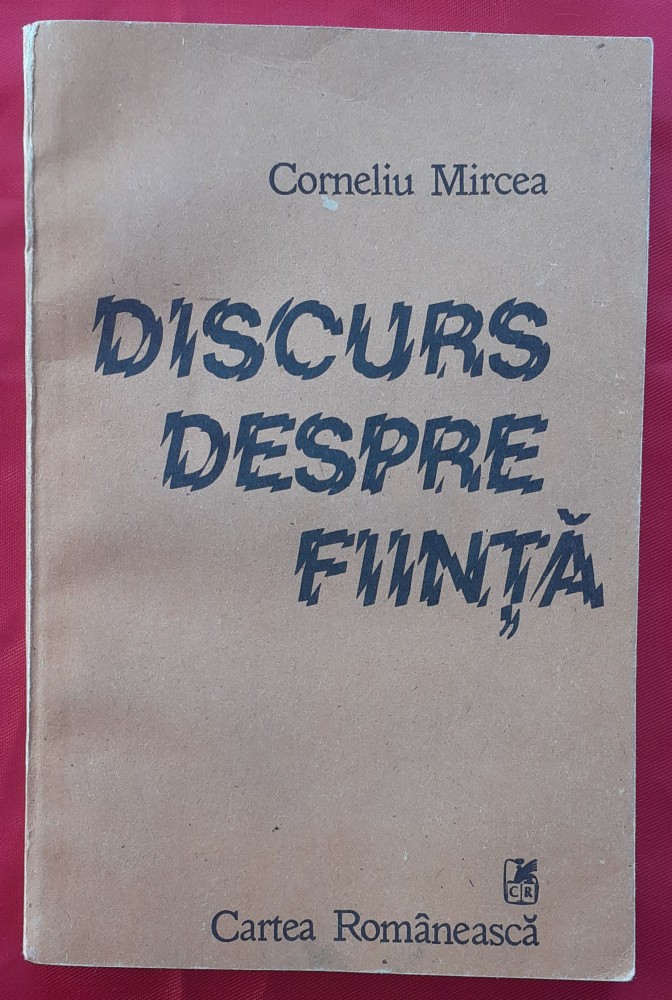 Corneliu Mircea
DISCURS
DESPRE
FIINȚĂ
CR
Cartea Românească